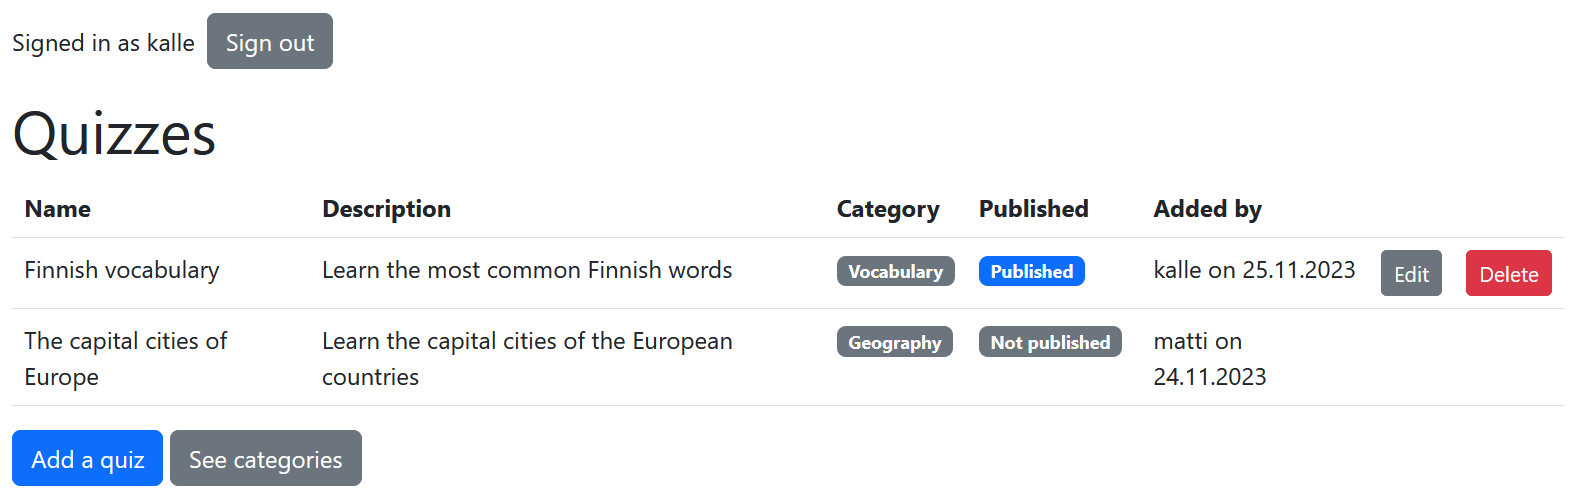 Signed in as kalle Sign out
Quizzes
Name Description Category Published Added by
Finnish vocabulary Learn the most common Finnish words Vocabulary Published kalle on 25.11.2023 Edit Delete
The capital cities of Learn the capital cities of the European Geography Not published matti on
Europe countries 24.11.2023
Add a quiz See categories